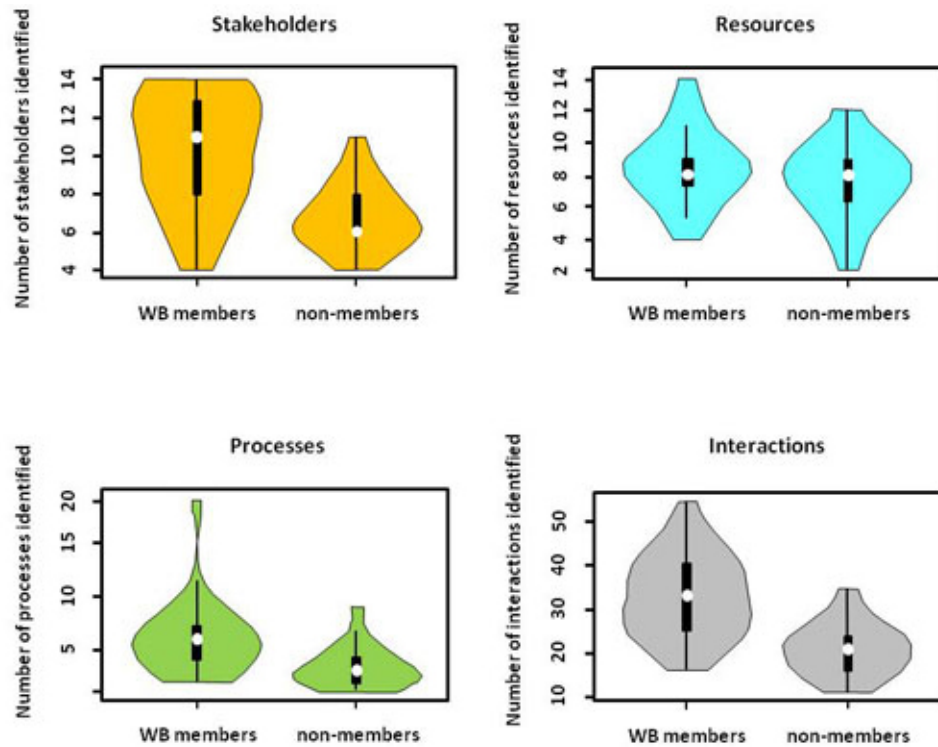 Stakeholders
Number of stakeholders identified
14
12
10
8
6
4
WB members
non-members
Resources
Number of resources identified
14
12
10
8
6
4
2
WB members
non-members
Processes
Number of processes identified
20
15
10
5
WB members
non-members
Interactions
Number of interactions identified
50
40
30
20
10
WB members
non-members